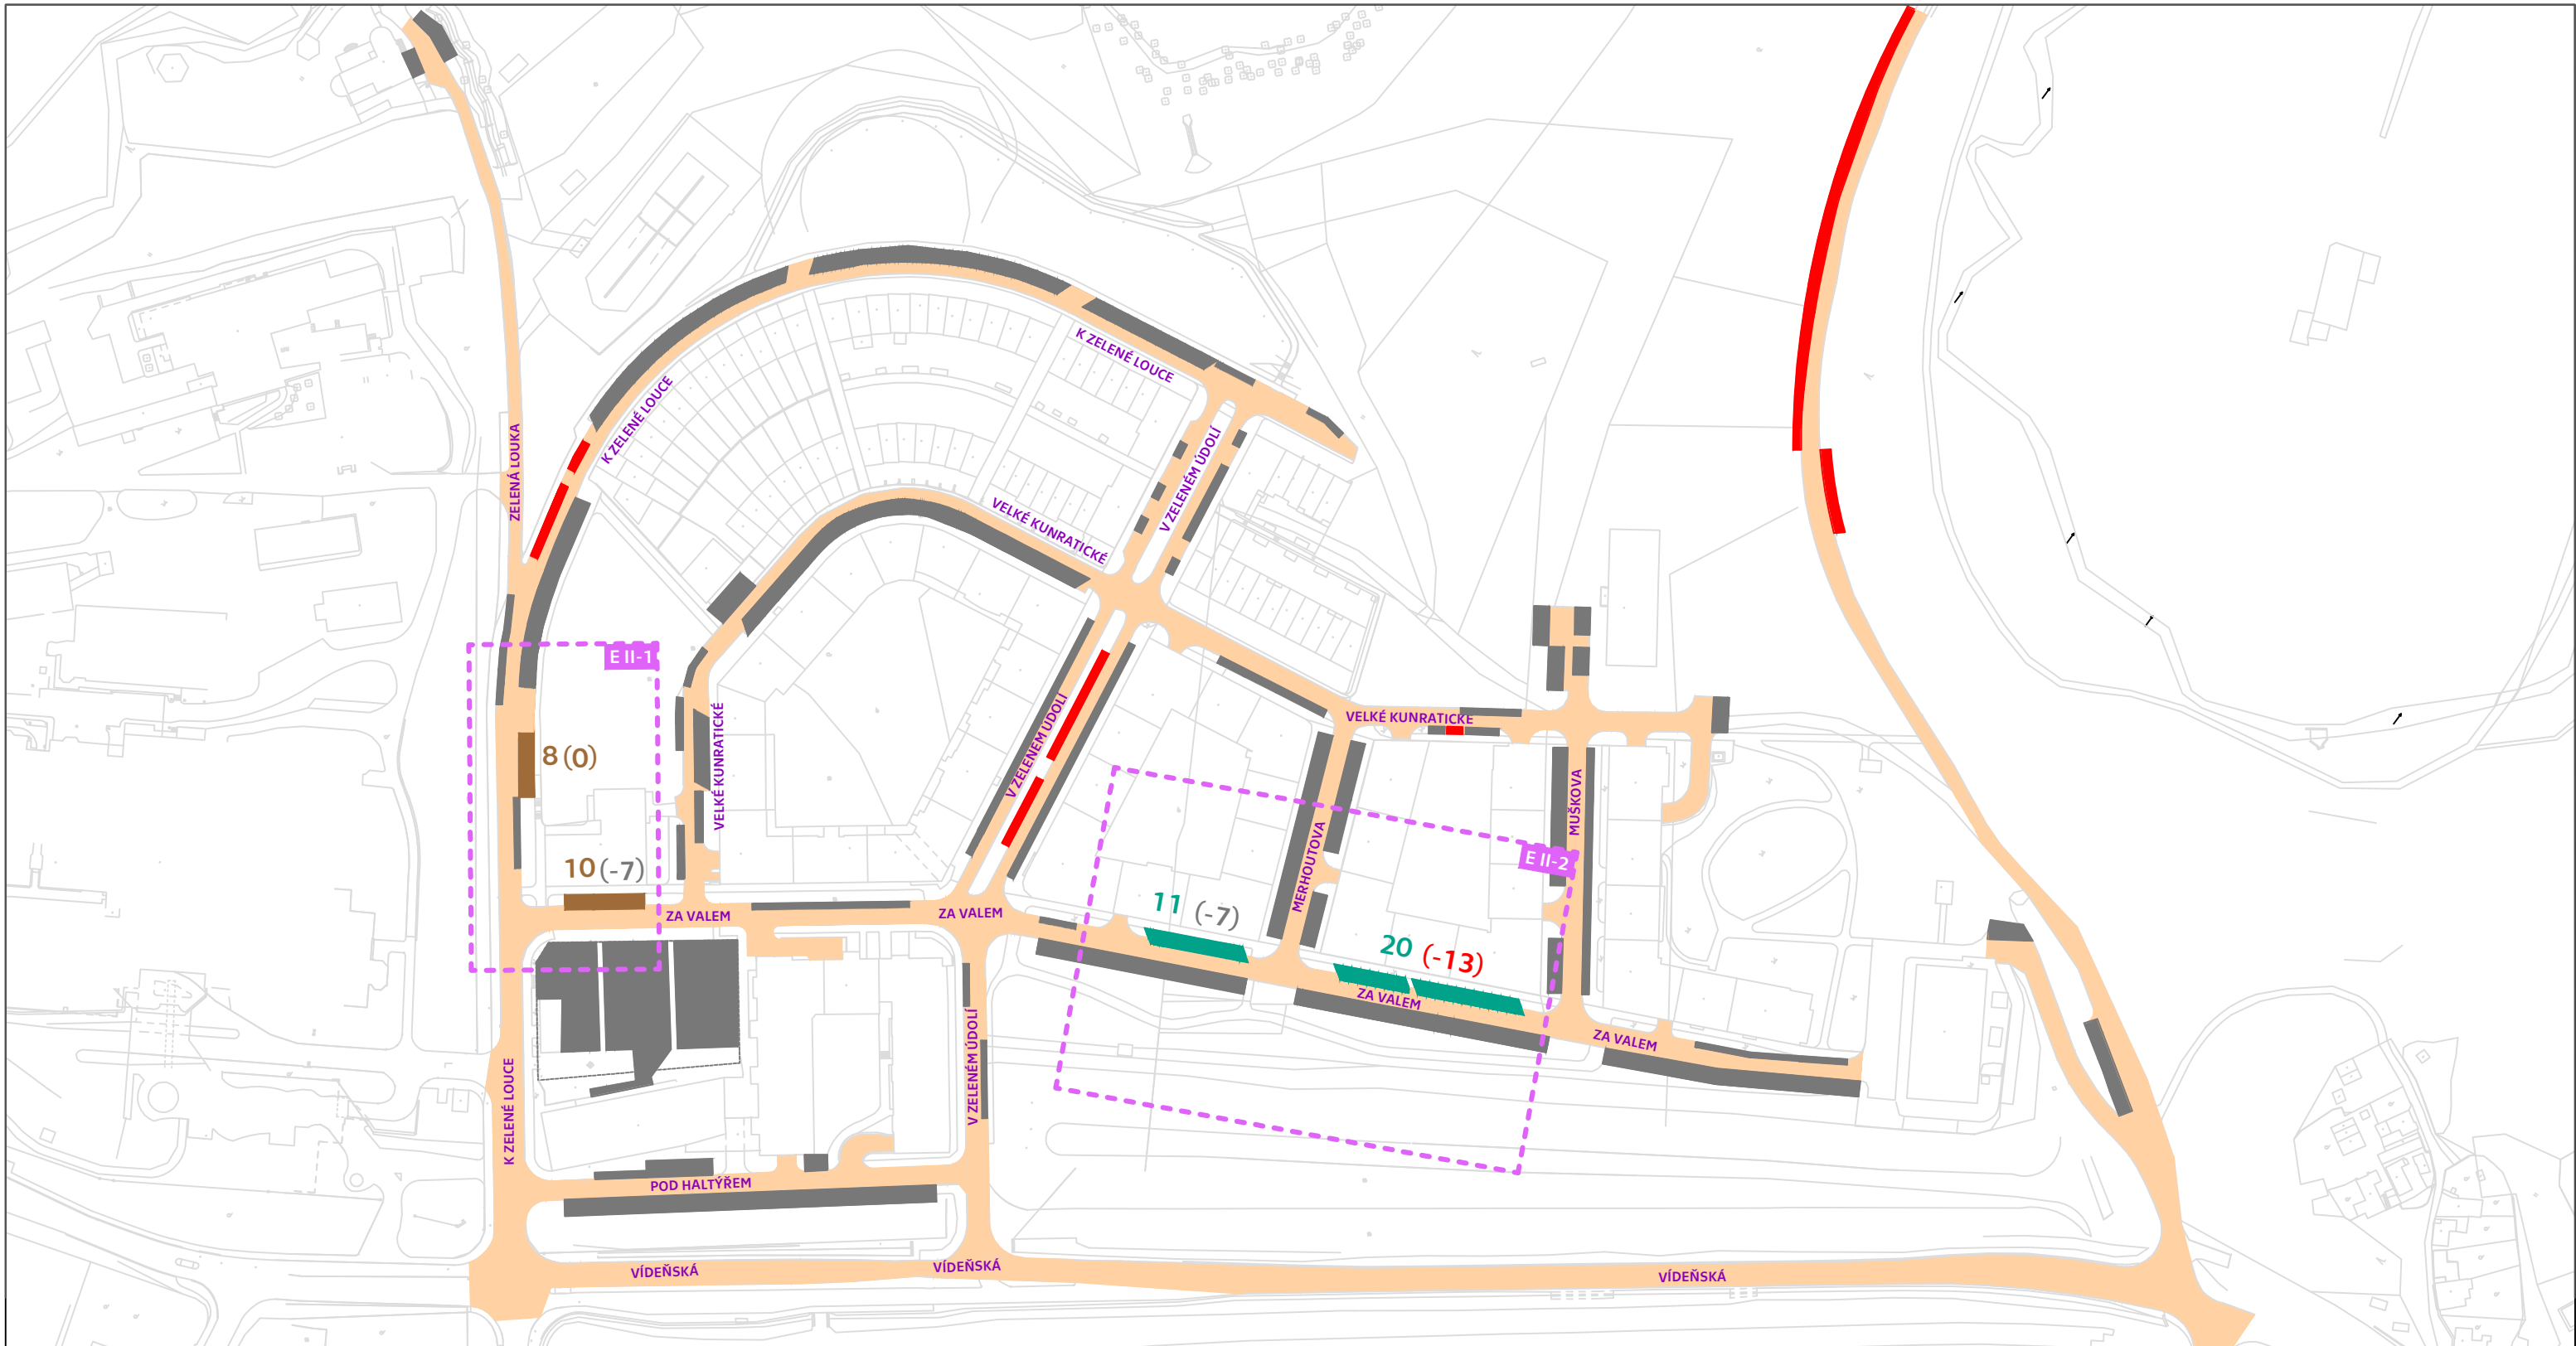 K ZELENÉ LOUCE
K ZELENÉ LOUCE
ZELENÁ LOUKA
V ZELENÉM ÚDOLÍ
VELKÉ KUNRATICKÉ
E II-1
VELKÉ KUNRATICKÉ
V ZELENÉM ÚDOLÍ
VELKÉ KUNRATICKÉ
8 (0)
MUŠKOVA
MERHOUTOVA
E II-2
10 (-7)
11 (-7)
ZA VALEM
ZA VALEM
20 (-13)
ZA VALEM
ZA VALEM
K ZELENÉ LOUCE
V ZELENÉM ÚDOLÍ
POD HALTÝŘEM
VÍDEŇSKÁ
VÍDEŇSKÁ
VÍDEŇSKÁ